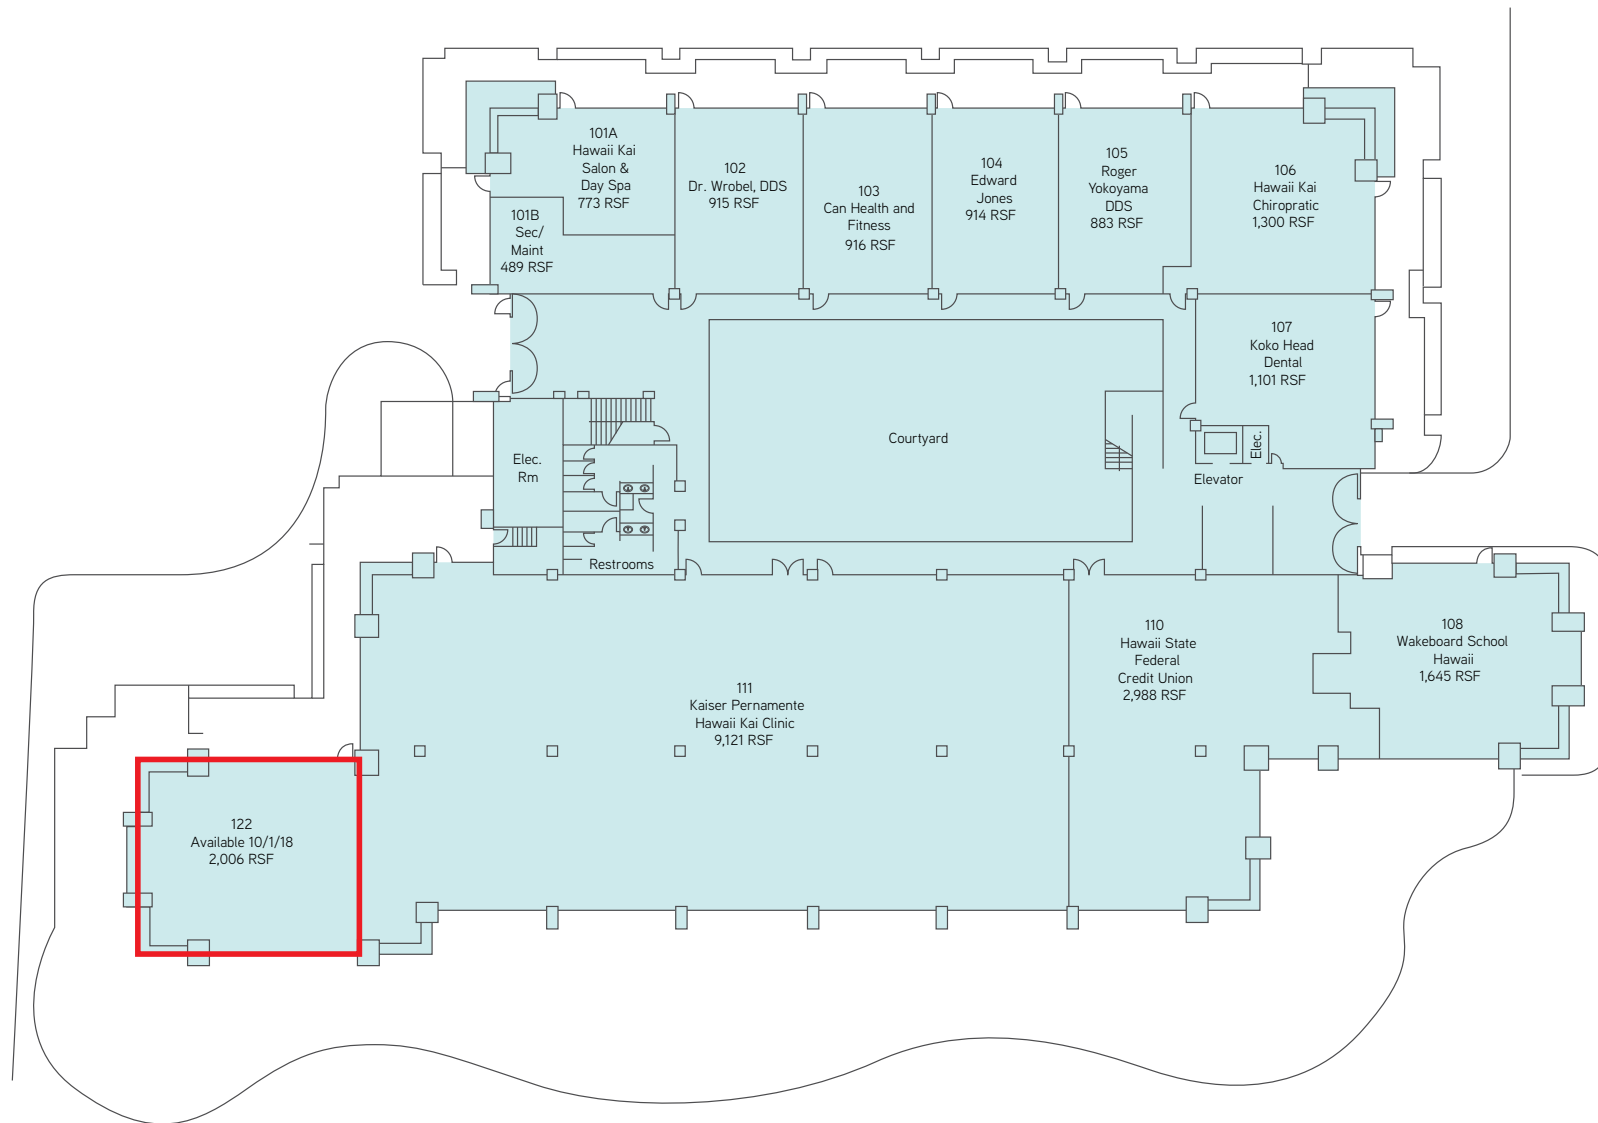 101A
Hawaii Kai
Salon &
Day Spa
773 RSF
101B
Sec/
Maint
489 RSF
102
Dr. Wrobel, DDS
915 RSF
103
Can Health and
Fitness
916 RSF
104
Edward
Jones
914 RSF
105
Roger
Yokoyama
DDS
883 RSF
106
Hawaii Kai
Chiropratic
1,300 RSF
107
Koko Head
Dental
1,101 RSF
Courtyard
Elec.
Rm
Elec.
Elevator
Restrooms
110
Hawaii State
Federal
Credit Union
2,988 RSF
108
Wakeboard School
Hawaii
1,645 RSF
111
Kaiser Pernamente
Hawaii Kai Clinic
9,121 RSF
122
Available 10/1/18
2,006 RSF